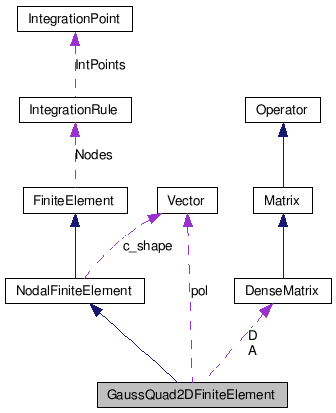 IntegrationPoint
IntPoints
IntegrationRule
Operator
Nodes
FiniteElement
Vector
Matrix
c_shape
NodalFiniteElement
pol
DenseMatrix
D
A
GaussQuad2DFiniteElement